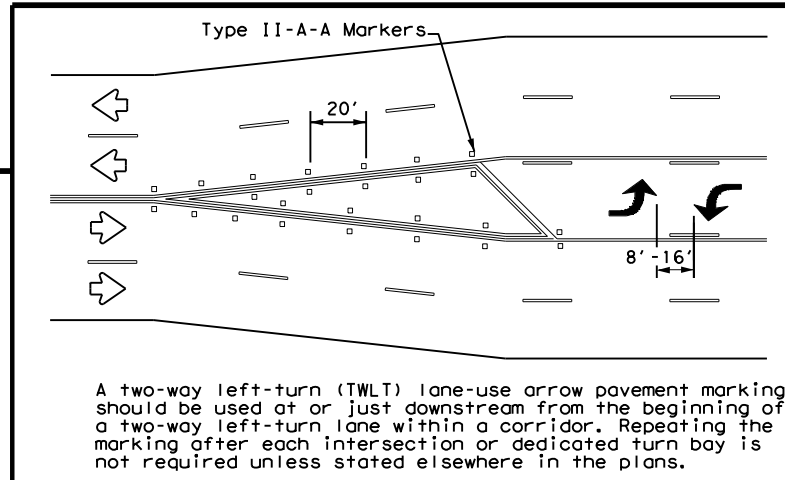 Type II-A-A Markers
20'
8' -16'
A two-way left-turn (TWLT) lane-use arrow pavement marking
should be used at or just downstream from the beginning of
a two-way left-turn lane within a corridor. Repeating the
marking after each intersection or dedicated turn bay is
not required unless stated elsewhere in the plans.